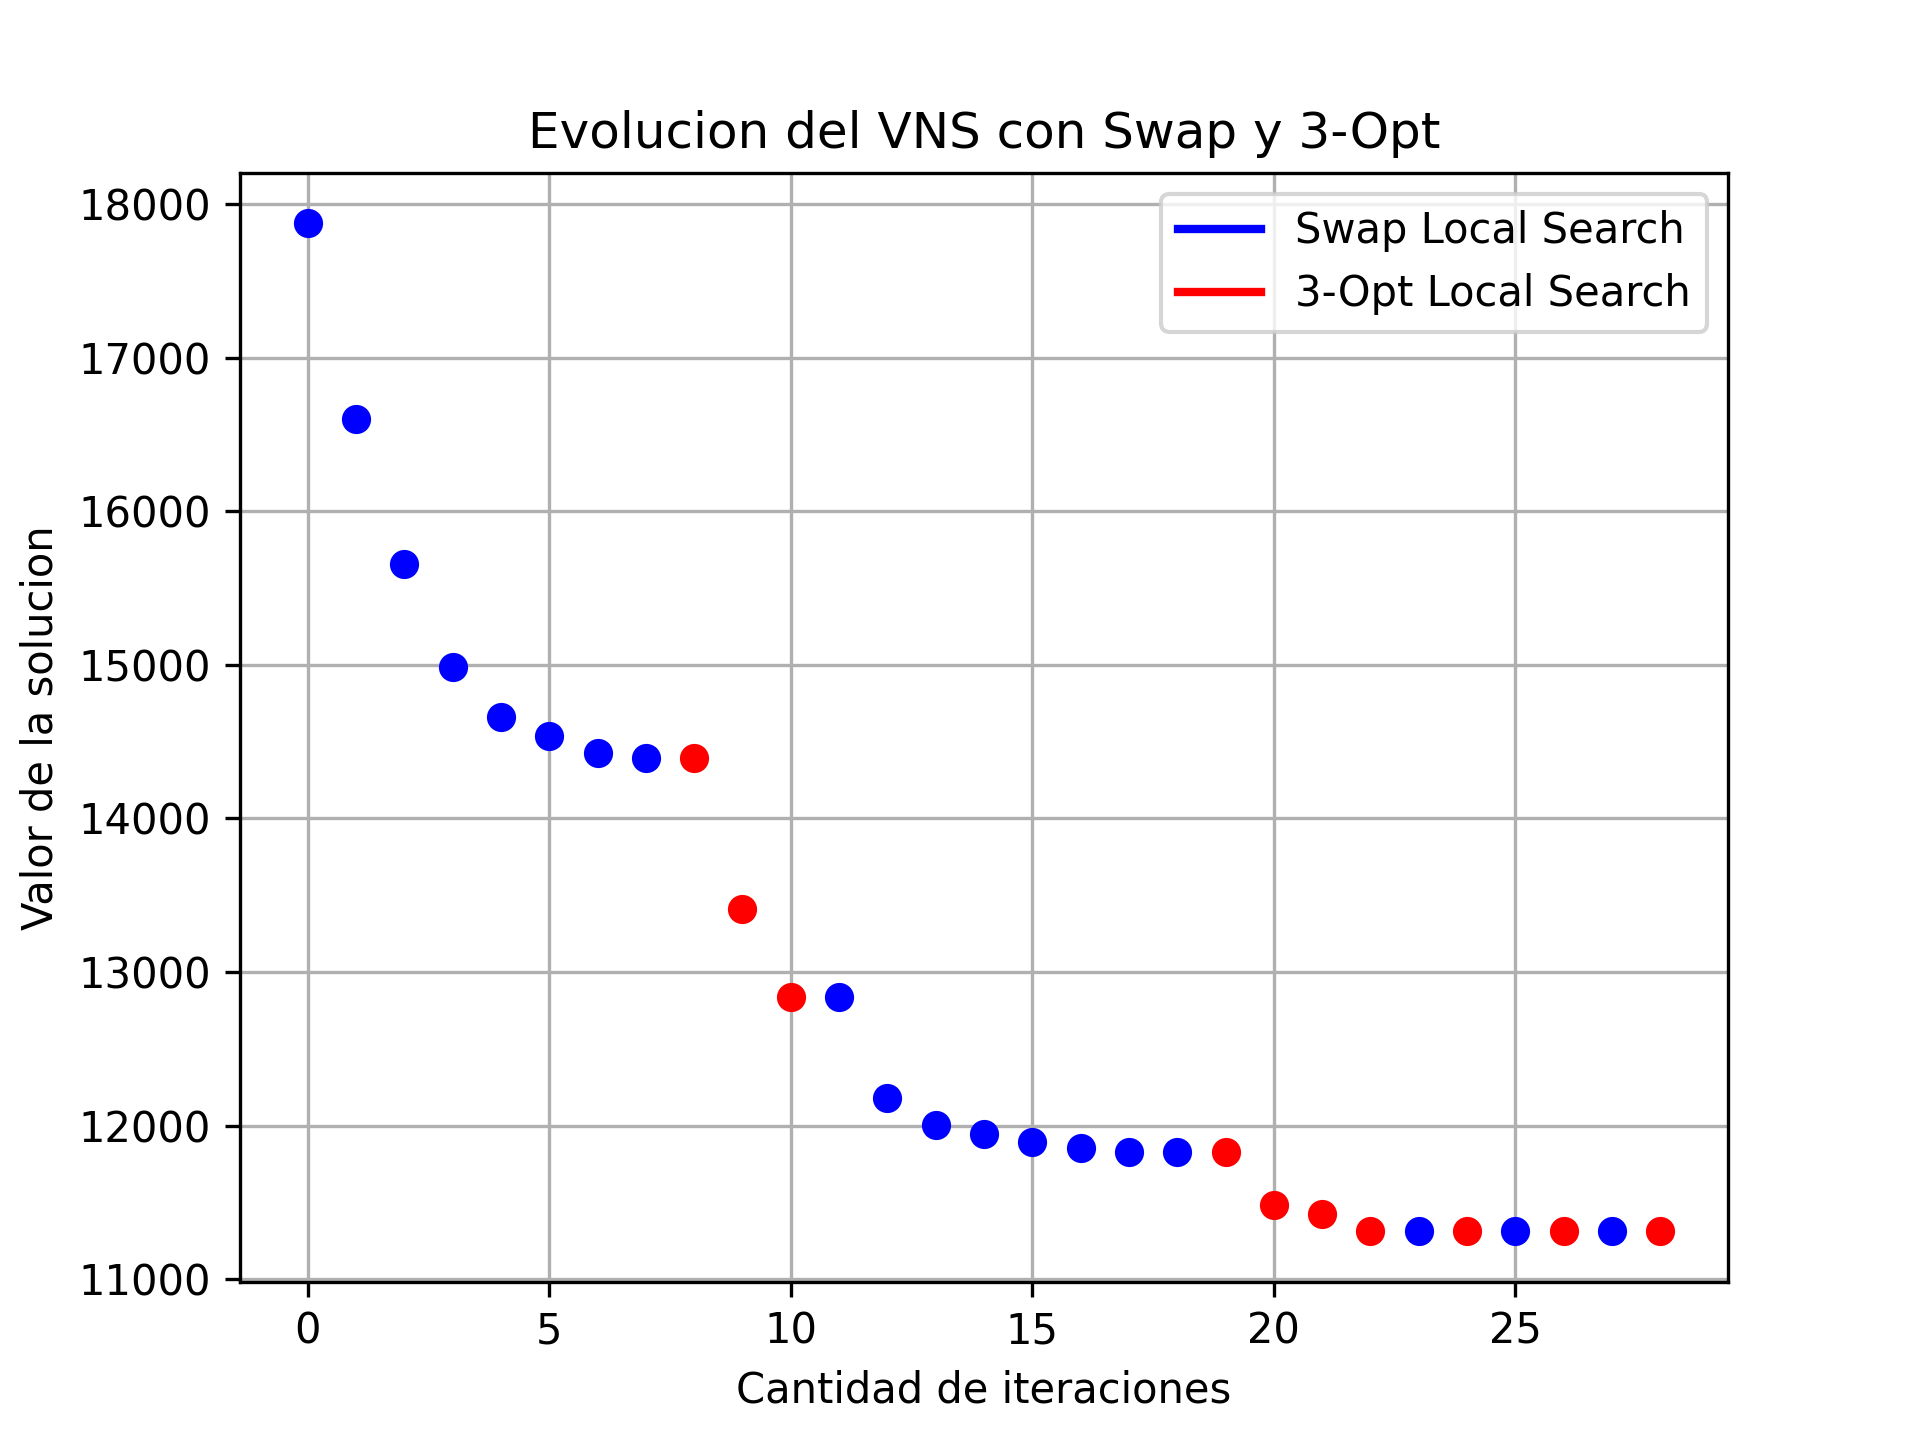 Evolucion del VNS con Swap y 3-Opt
Swap Local Search
3-Opt Local Search
Valor de la solucion
18000
17000
16000
15000
14000
13000
12000
11000
0 5 10 15 20 25
Cantidad de iteraciones